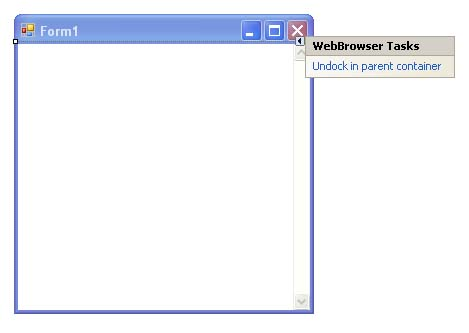 Form1
WebBrowser Tasks
Undock in parent container